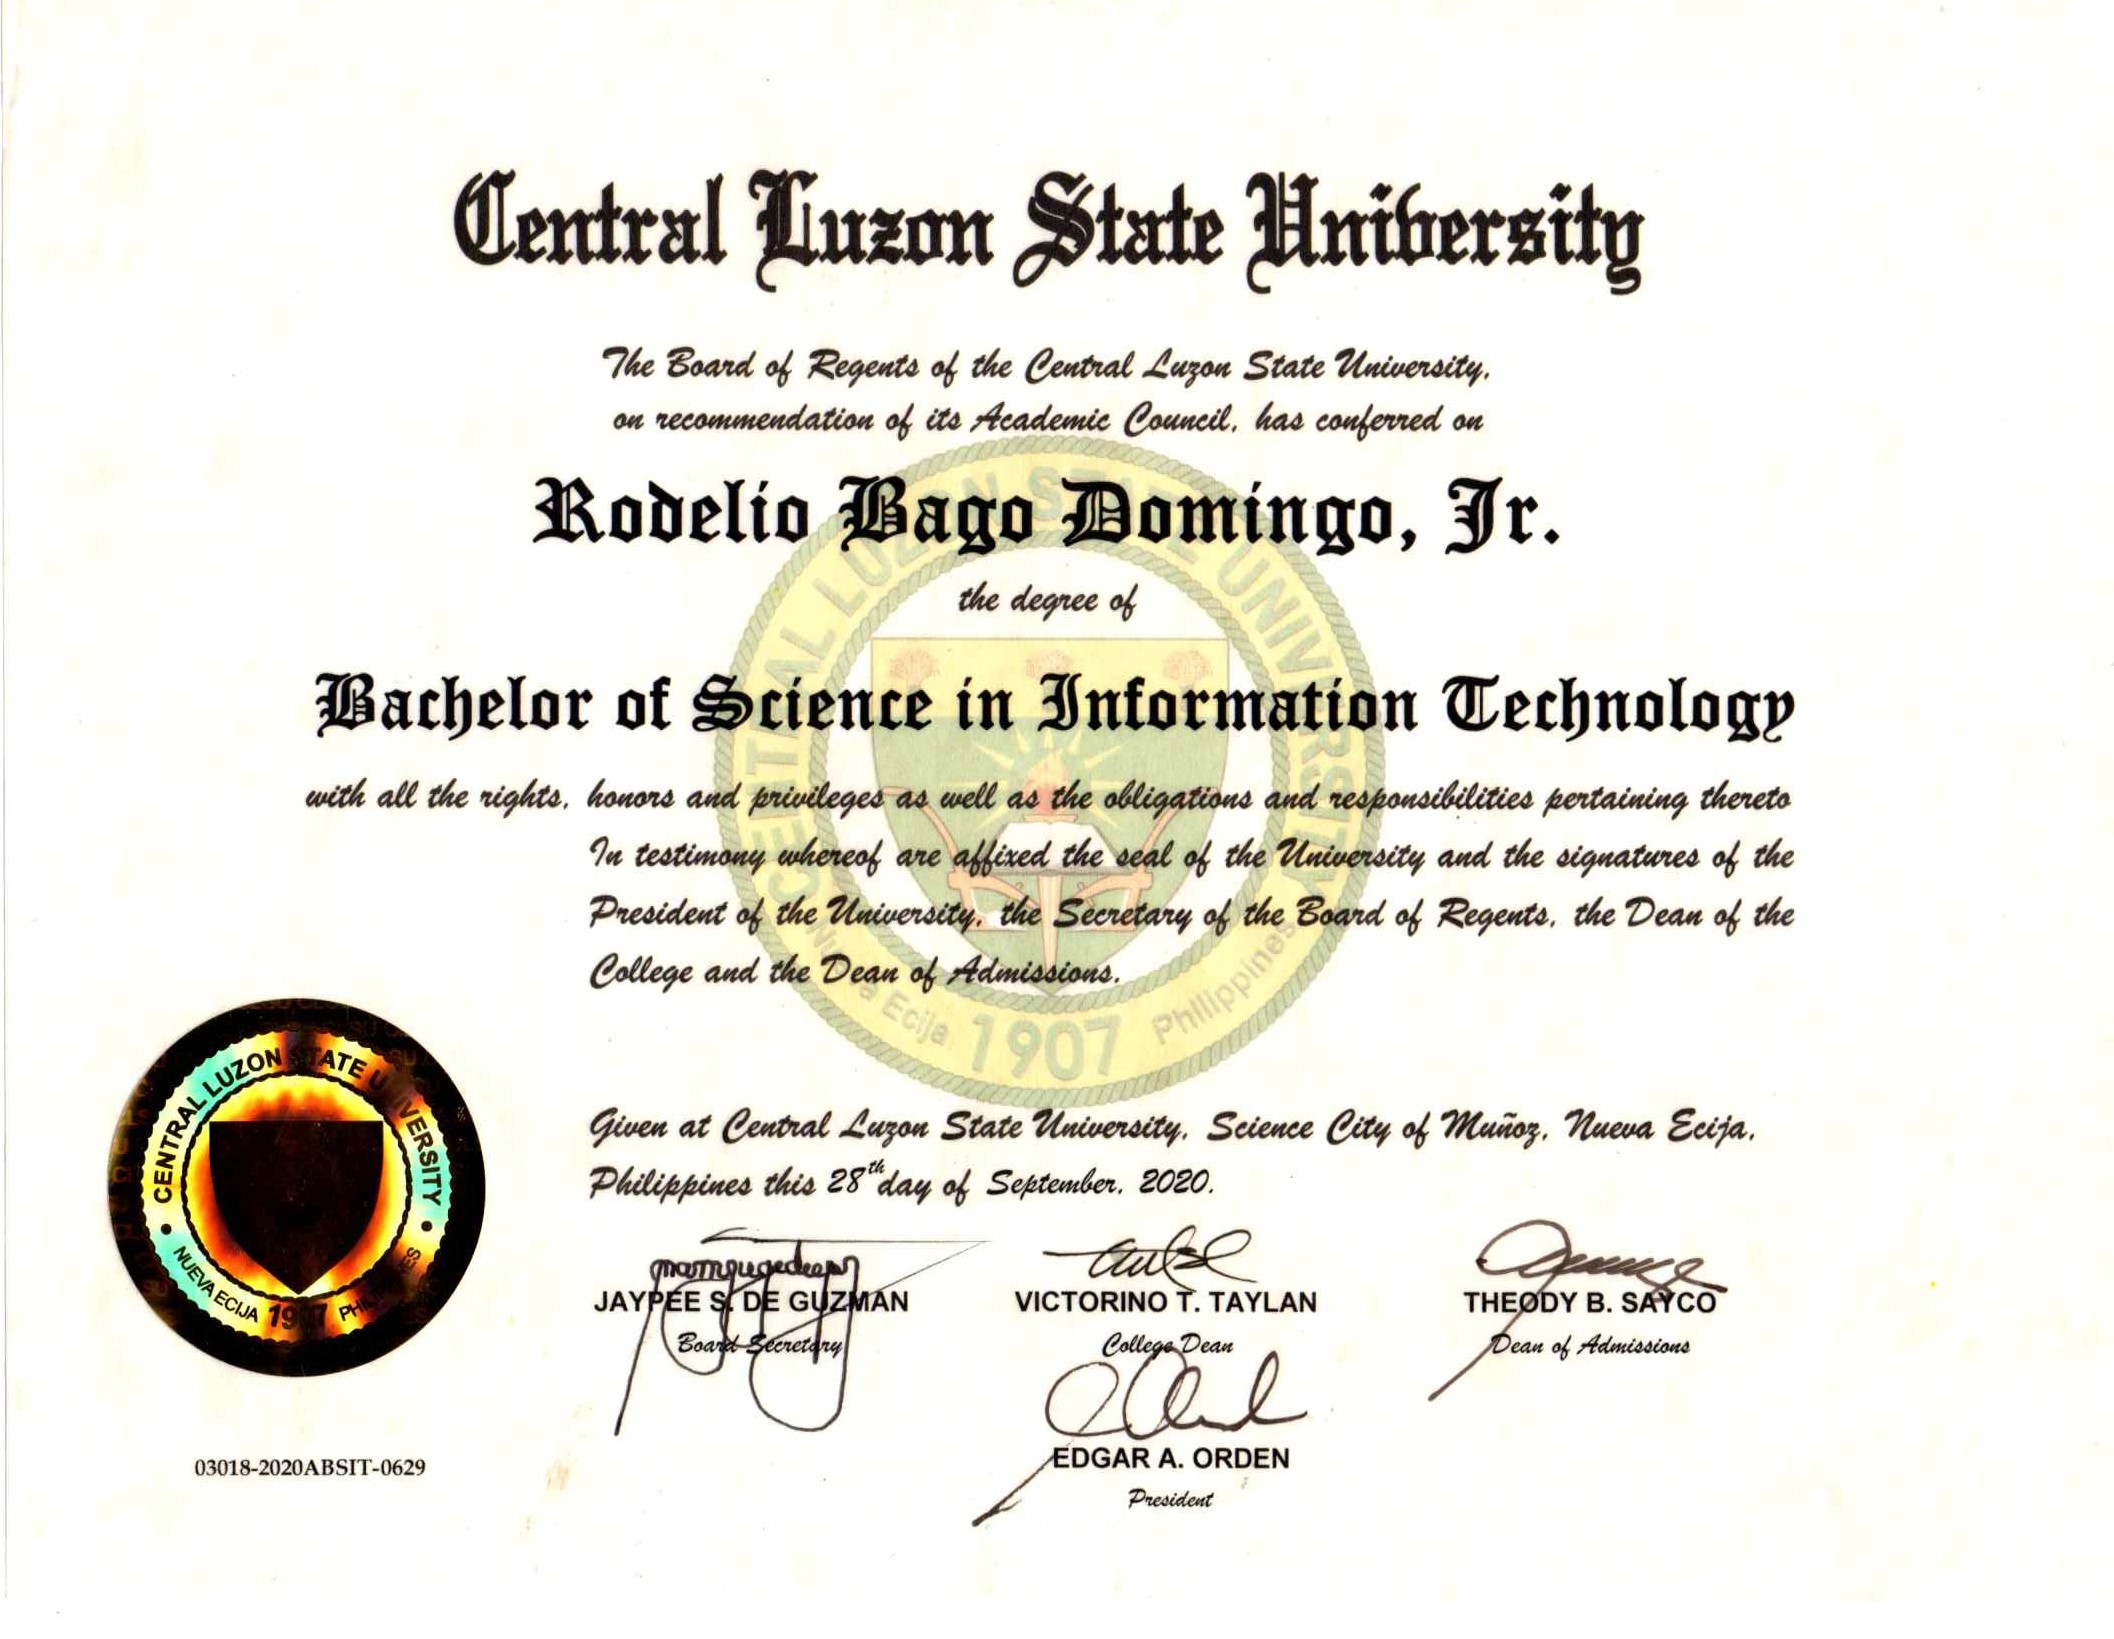 Central Luzon State University
The Board of Regents of the Central Luzon State University,
on recommendation of its Academic Council, has conferred on
Rodelio Bago Domingo, Jr.
the degree of
Bachelor of Science in Information Technology
with all the rights, honors and privileges as well as the obligations and responsibilities pertaining thereto
In testimony whereof are affixed the seal of the University and the signatures of the
President of the University, the Secretary of the Board of Regents, the Dean of the
College and the Dean of Admissions.
CENTRAL LUZON STATE UNIVERSITY
Nueva Ecija 1907 Philippines
Given at Central Luzon State University, Science City of Muñoz, Nueva Ecija,
Philippines this 28th day of September, 2020.
CENTRAL LUZON STATE UNIVERSITY
NUEVA ECIJA 1907 PHILIPPINES
JAYPEE S. DE GUZMAN
Board Secretary
VICTORINO T. TAYLAN
College Dean
THEODY B. SAYCO
Dean of Admissions
EDGAR A. ORDEN
President
03018-2020ABSIT-0629